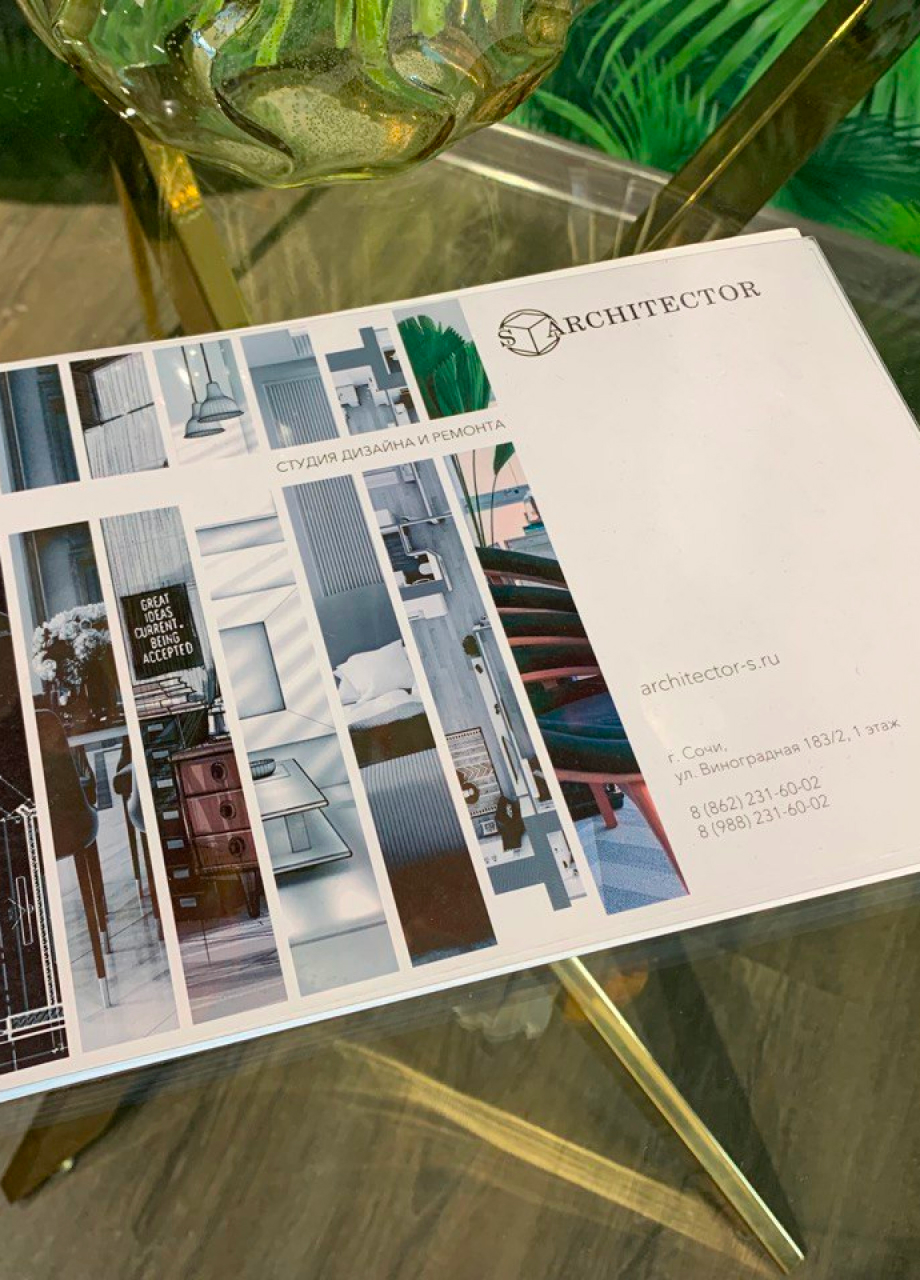 S ARCHITECTOR
СТУДИЯ ДИЗАЙНА И РЕМОНТА
GREAT
IDEAS
CURRENT.
BEING
ACCEPTED
architector-s.ru
г. Сочи,
ул. Виноградная 183/2, 1 этаж
8 (862) 231-60-02
8 (988) 231-60-02